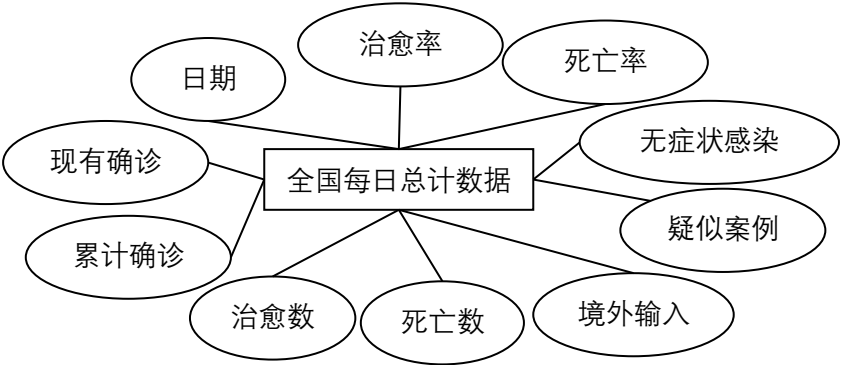 治愈率
死亡率
日期
无症状感染
现有确诊
全国每日总计数据
疑似案例
累计确诊
治愈数
死亡数
境外输入